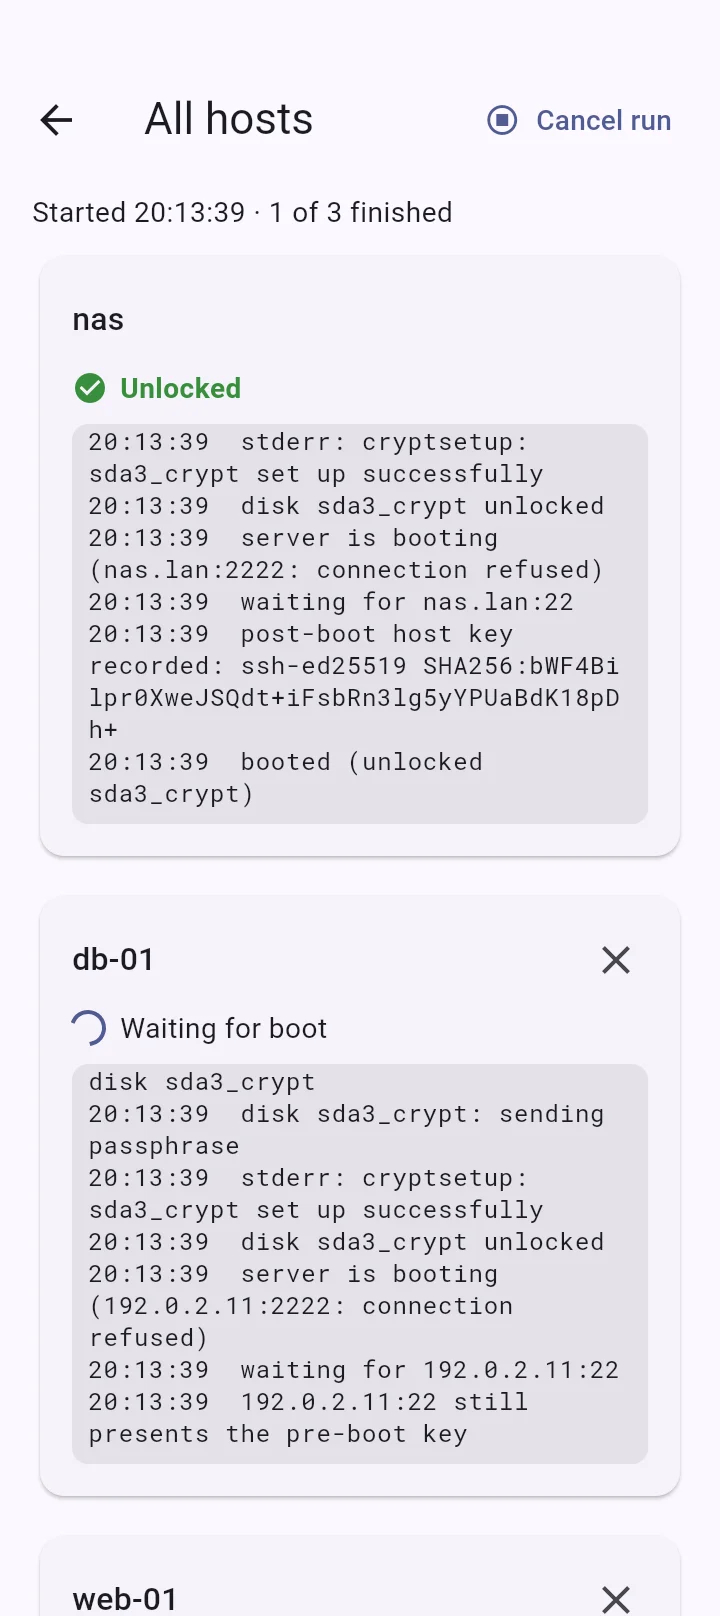 All hosts
Cancel run
Started 20:13:39 · 1 of 3 finished
nas
Unlocked
20:13:39  stderr: cryptsetup:
sda3_crypt set up successfully
20:13:39  disk sda3_crypt unlocked
20:13:39  server is booting
(nas.lan:2222: connection refused)
20:13:39  waiting for nas.lan:22
20:13:39  post-boot host key
recorded: ssh-ed25519 SHA256:bWF4Bi
lpr0XweJSQdt+iFsbRn3lg5yYPUaBdK18pD
h+
20:13:39  booted (unlocked
sda3_crypt)
db-01
Waiting for boot
disk sda3_crypt
20:13:39  disk sda3_crypt: sending
passphrase
20:13:39  stderr: cryptsetup:
sda3_crypt set up successfully
20:13:39  disk sda3_crypt unlocked
20:13:39  server is booting
(192.0.2.11:2222: connection
refused)
20:13:39  waiting for 192.0.2.11:22
20:13:39  192.0.2.11:22 still
presents the pre-boot key
web-01